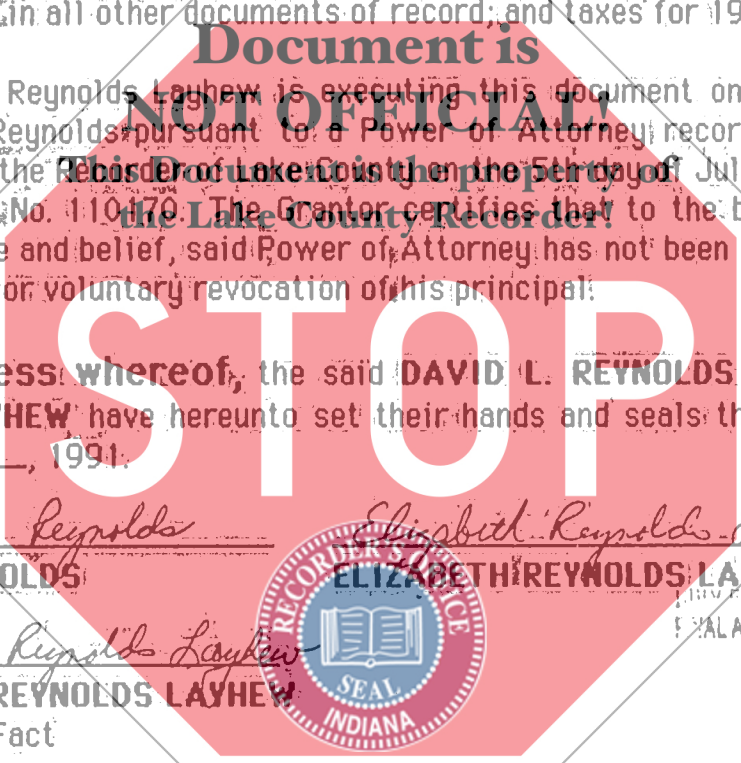 in all other documents of record; and taxes for 19
Document is
Reynolds Layhew is executing this document on
NOT OFFICIAL!
Reynolds pursuant to a Power of Attorney recor
This Document is the property of
the Recorder of Lake County on the 5th day of Jul
the Lake County Recorder!
No. The Grantor certifies that to the b
e and belief, said Power of Attorney has not been
or voluntary revocation of his principal.
STOP
ess whereof, the said DAVID L. REYNOLDS
HEW have hereunto set their hands and seals th
, 1991.
Reynolds Elizabeth Reynolds
OLDS ELIZABETH REYNOLDS LA
Reynolds Layhew
REYNOLDS LAYHEW
Fact
RECORDER'S OFFICE
SEAL
INDIANA